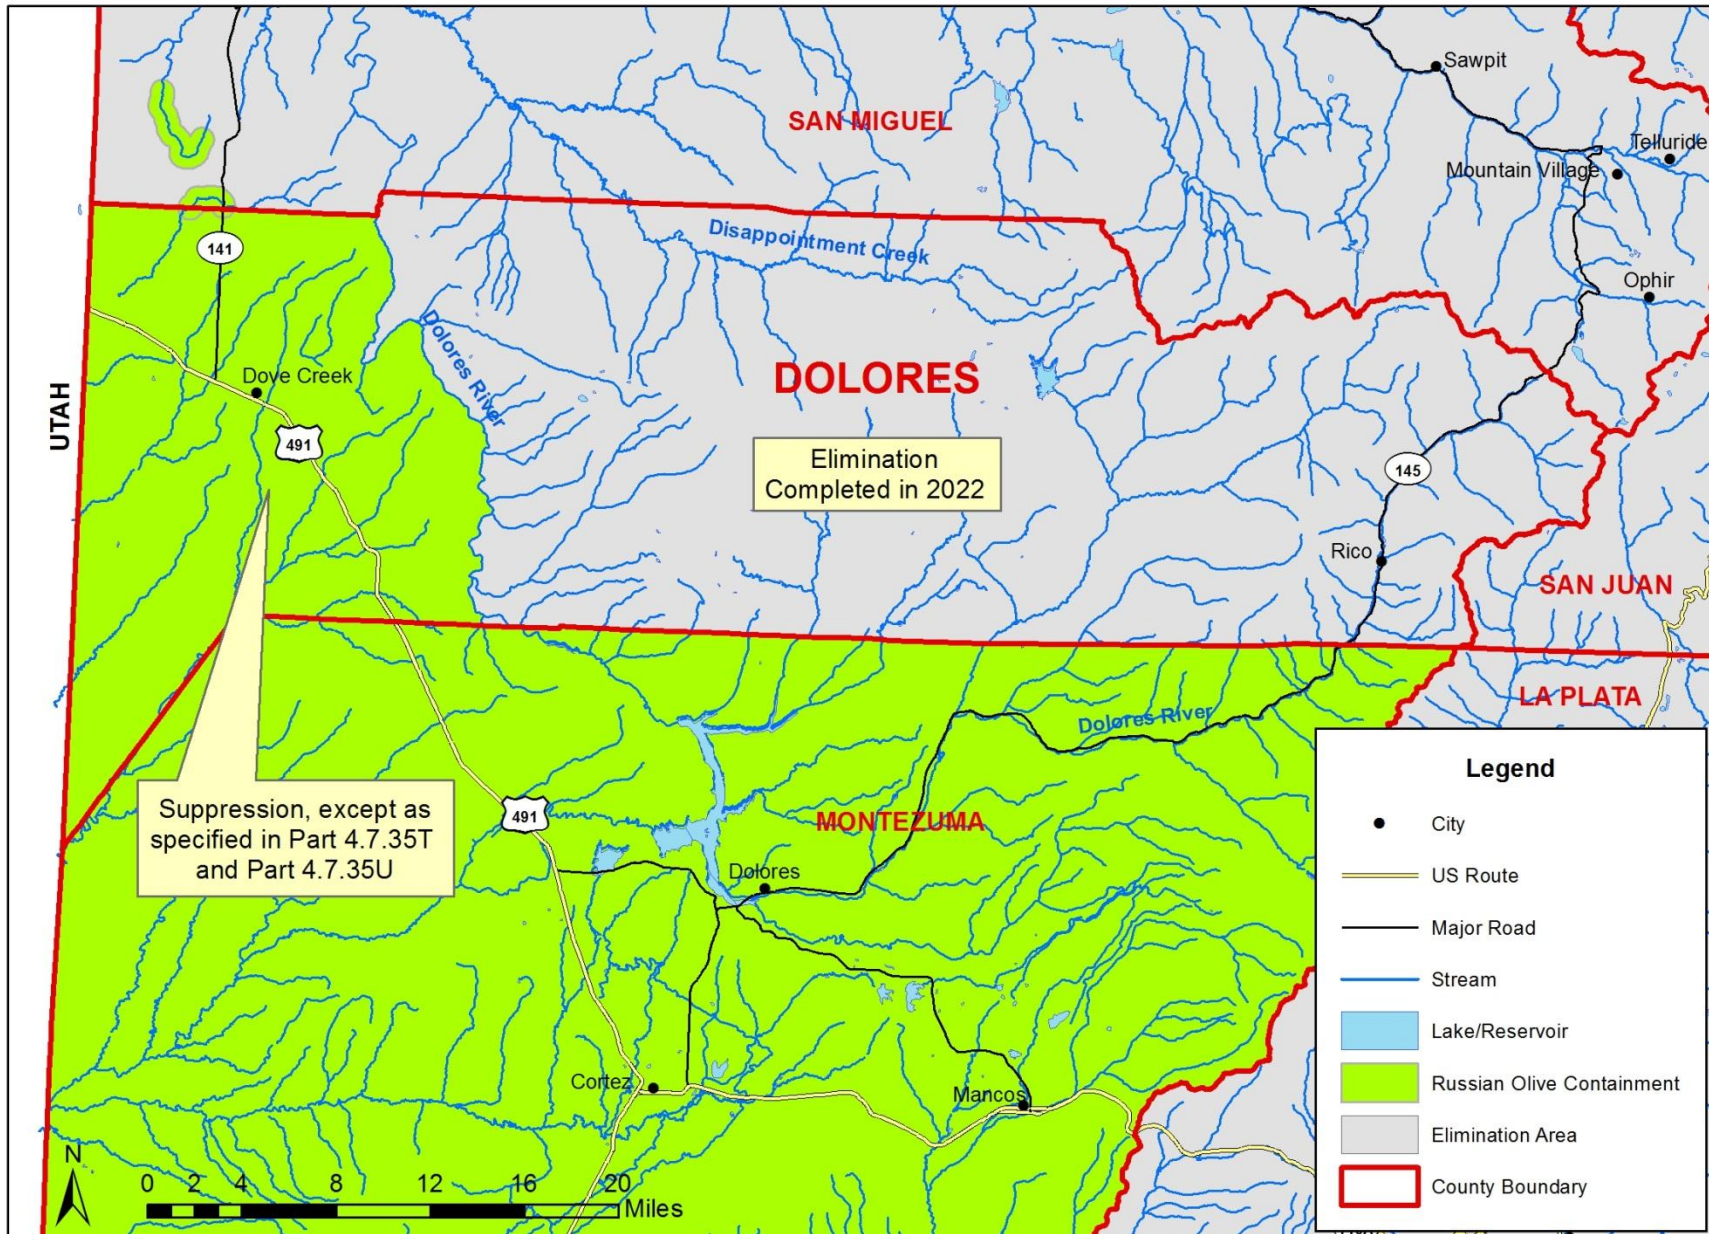 Sawpit
SAN MIGUEL
Telluride
Mountain Village
141
Disappointment Creek
Ophir
Dolores River
UTAH
Dove Creek
DOLORES
491
Elimination
Completed in 2022
145
Rico
SAN JUAN
LA PLATA
Dolores River
Suppression, except as
specified in Part 4.7.35T
and Part 4.7.35U
491
MONTEZUMA
Dolores
Cortez
Mancos
N
0 2 4 8 12 16 20
Miles
Legend
City
US Route
Major Road
Stream
Lake/Reservoir
Russian Olive Containment
Elimination Area
County Boundary